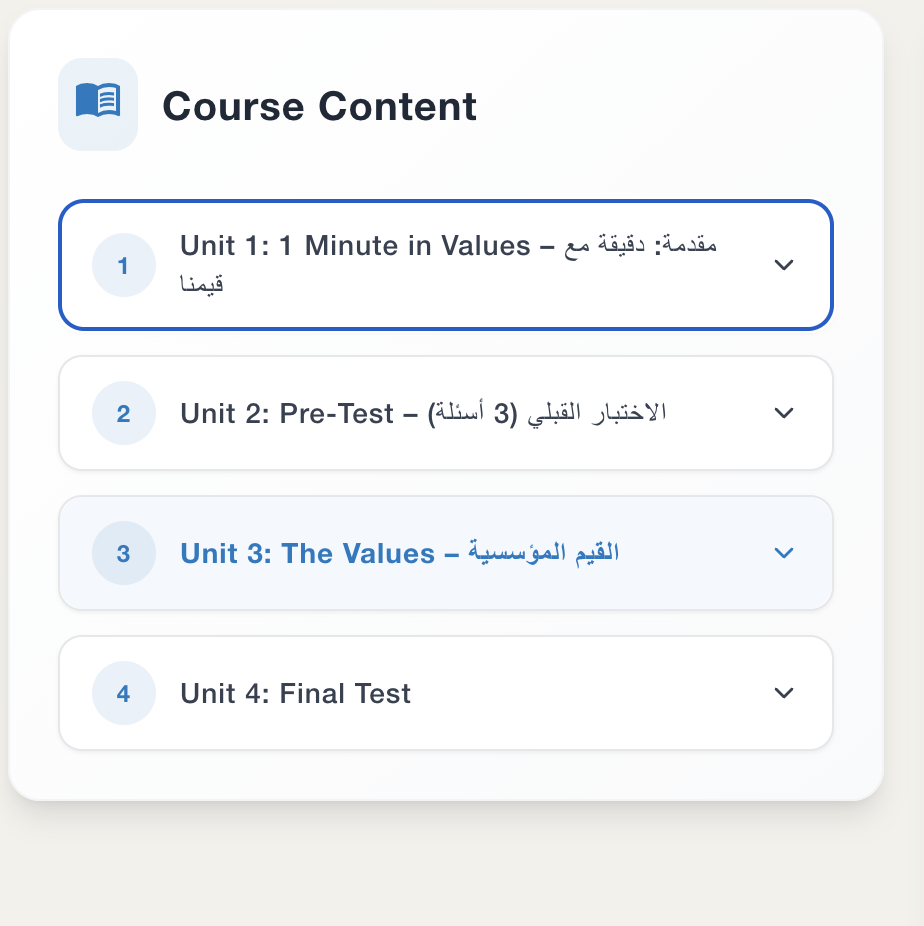 Course Content
1
Unit 1: 1 Minute in Values – مقدمة: دقيقة مع
قيمنا
2
Unit 2: Pre-Test – الاختبار القبلي (3 أسئلة)
3
Unit 3: The Values – القيم المؤسسية
4
Unit 4: Final Test